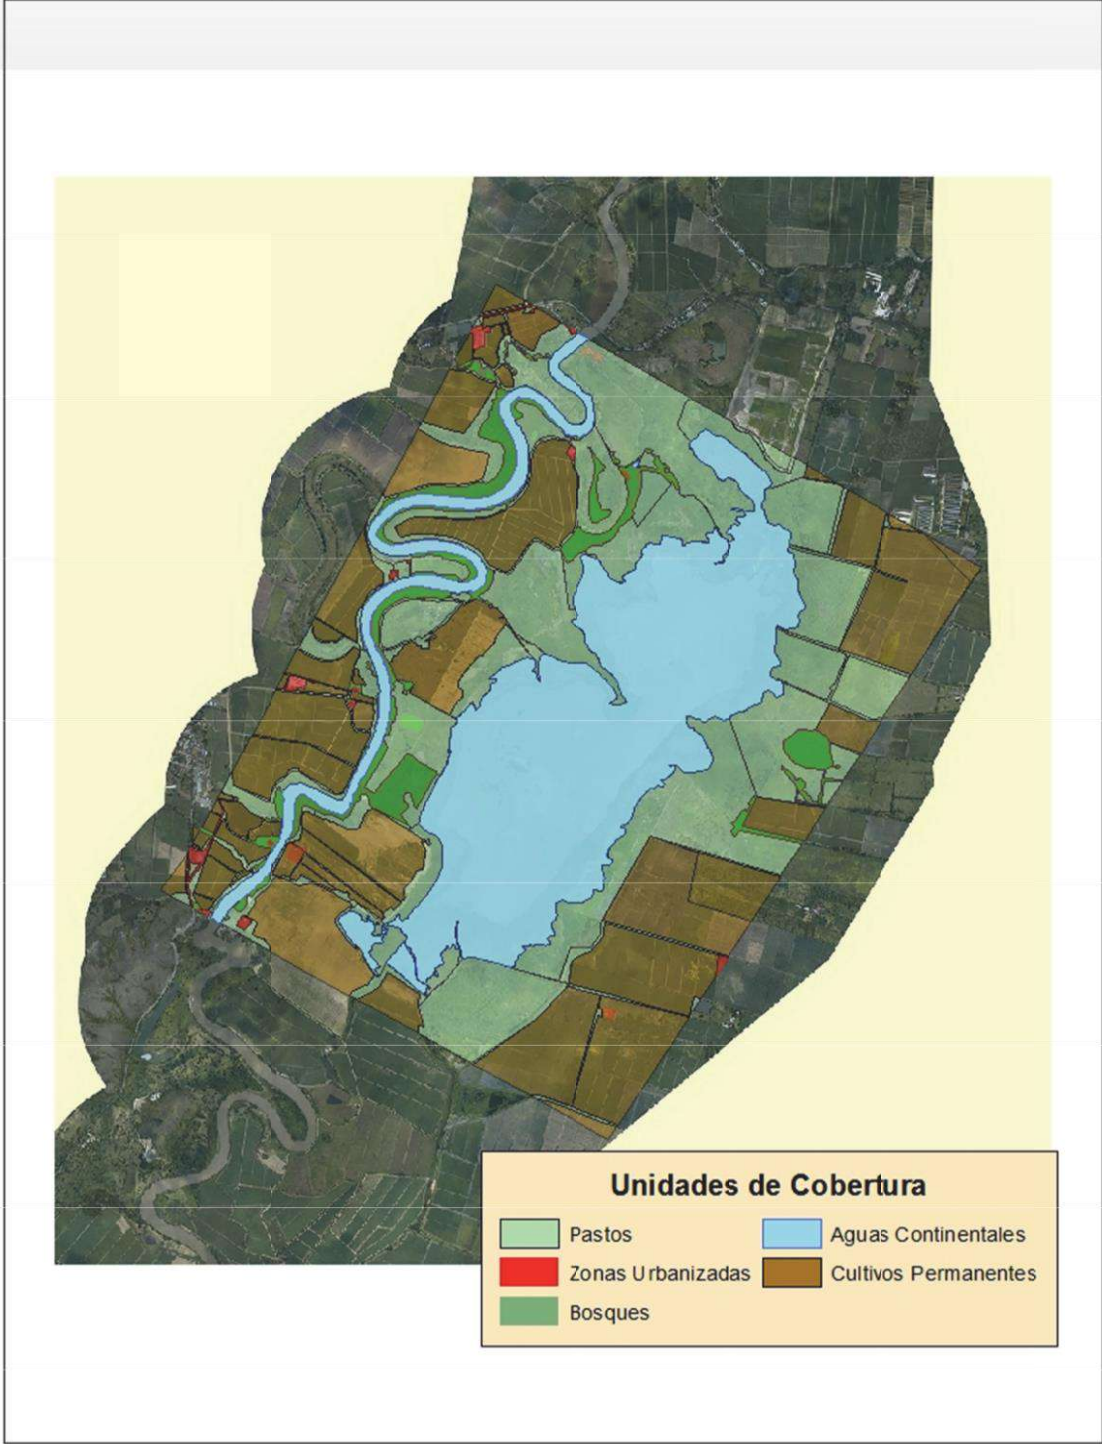 Unidades de Cobertura
Pastos
Aguas Continentales
Zonas Urbanizadas
Cultivos Permanentes
Bosques